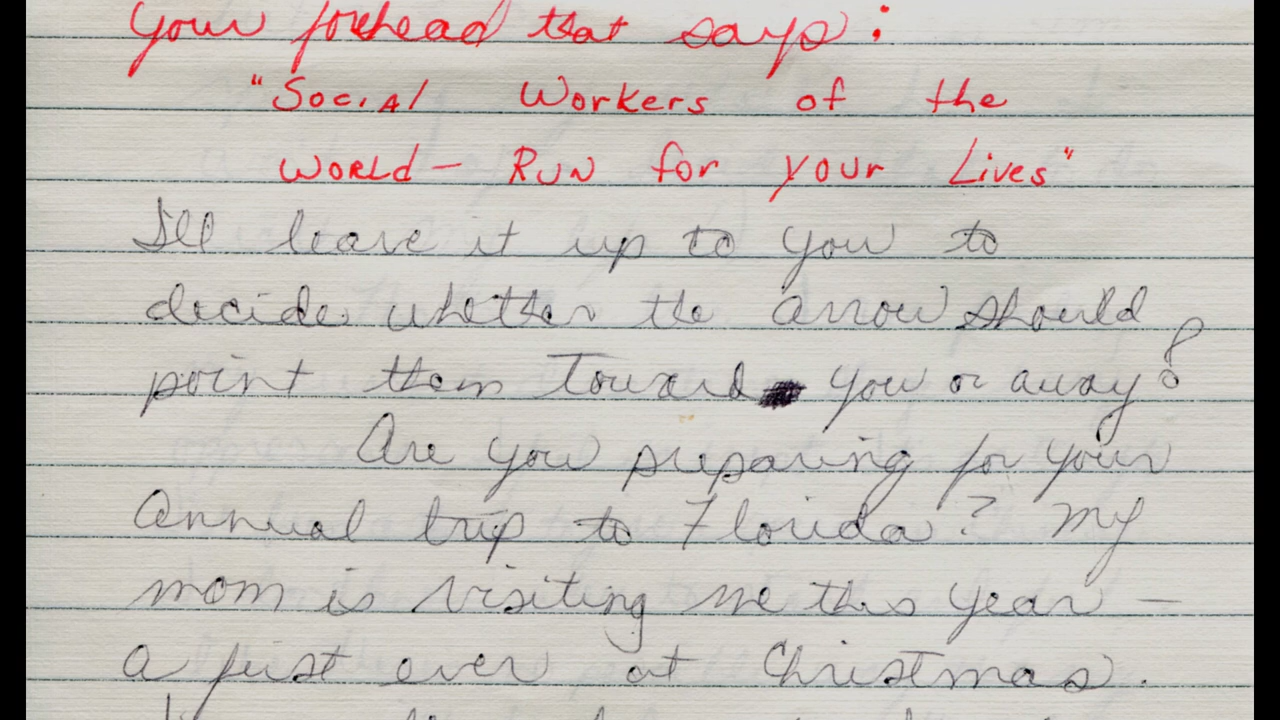 your forhead that says:
"Social Workers of the
WORLD — RUN for your Lives"
I'll leave it up to you to
decide whether the arrow should
point them Toward you or away?
Are you preparing for your
Annual trip to Florida? My
mom is visiting me this year —
a first ever at Christmas.